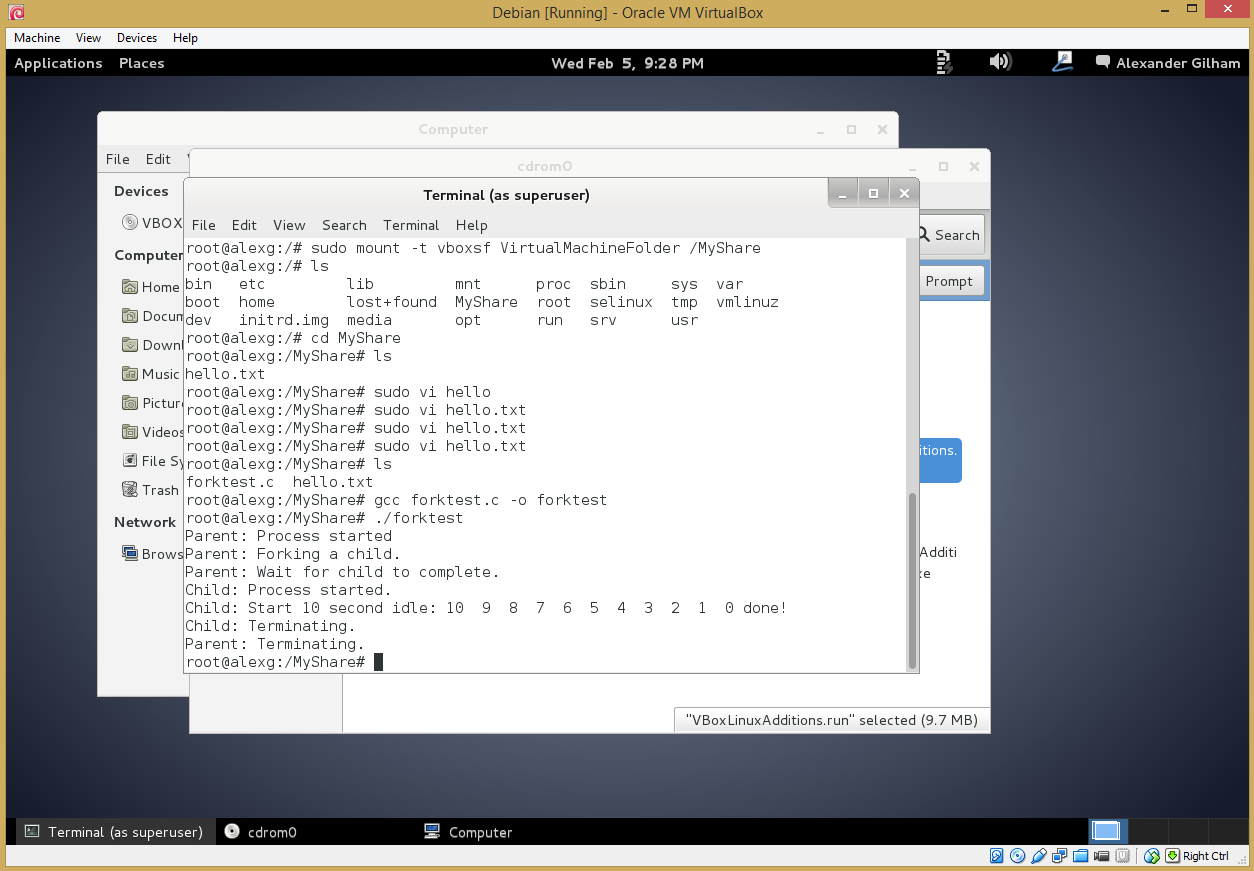 Debian [Running] - Oracle VM VirtualBox
Machine View Devices Help
Applications Places Wed Feb 5, 9:28 PM Alexander Gilham
Computer
File Edit
cdrom0
Devices
VBOX
Computer
Home
Docum
Downl
Music
Pictur
Videos
File Sy
Trash
Network
Brows
Search
Prompt
itions.
Additi
xe
"VBoxLinuxAdditions.run" selected (9.7 MB)
Terminal (as superuser)
File Edit View Search Terminal Help
root@alexg:/# sudo mount -t vboxsf VirtualMachineFolder /MyShare
root@alexg:/# ls
bin etc lib mnt proc sbin sys var
boot home lost+found MyShare root selinux tmp vmlinuz
dev initrd.img media opt run srv usr
root@alexg:/# cd MyShare
root@alexg:/MyShare# ls
hello.txt
root@alexg:/MyShare# sudo vi hello
root@alexg:/MyShare# sudo vi hello.txt
root@alexg:/MyShare# sudo vi hello.txt
root@alexg:/MyShare# sudo vi hello.txt
root@alexg:/MyShare# ls
forktest.c hello.txt
root@alexg:/MyShare# gcc forktest.c -o forktest
root@alexg:/MyShare# ./forktest
Parent: Process started
Parent: Forking a child.
Parent: Wait for child to complete.
Child: Process started.
Child: Start 10 second idle: 10 9 8 7 6 5 4 3 2 1 0 done!
Child: Terminating.
Parent: Terminating.
root@alexg:/MyShare#
Terminal (as superuser) cdrom0 Computer
Right Ctrl